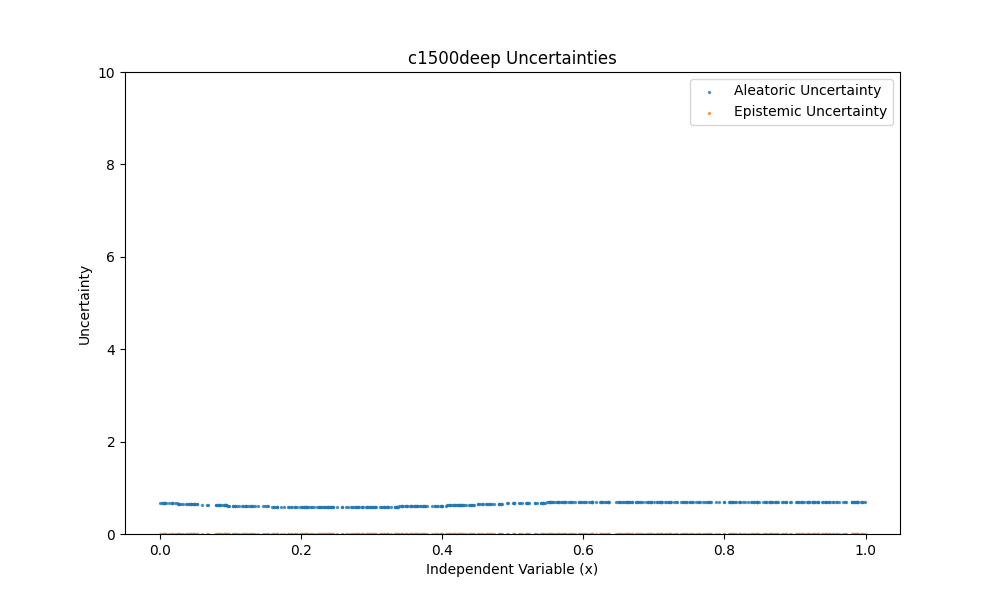 c1500deep Uncertainties
10
8
6
4
2
0
Uncertainty
Aleatoric Uncertainty
Epistemic Uncertainty
0.0 0.2 0.4 0.6 0.8 1.0
Independent Variable (x)